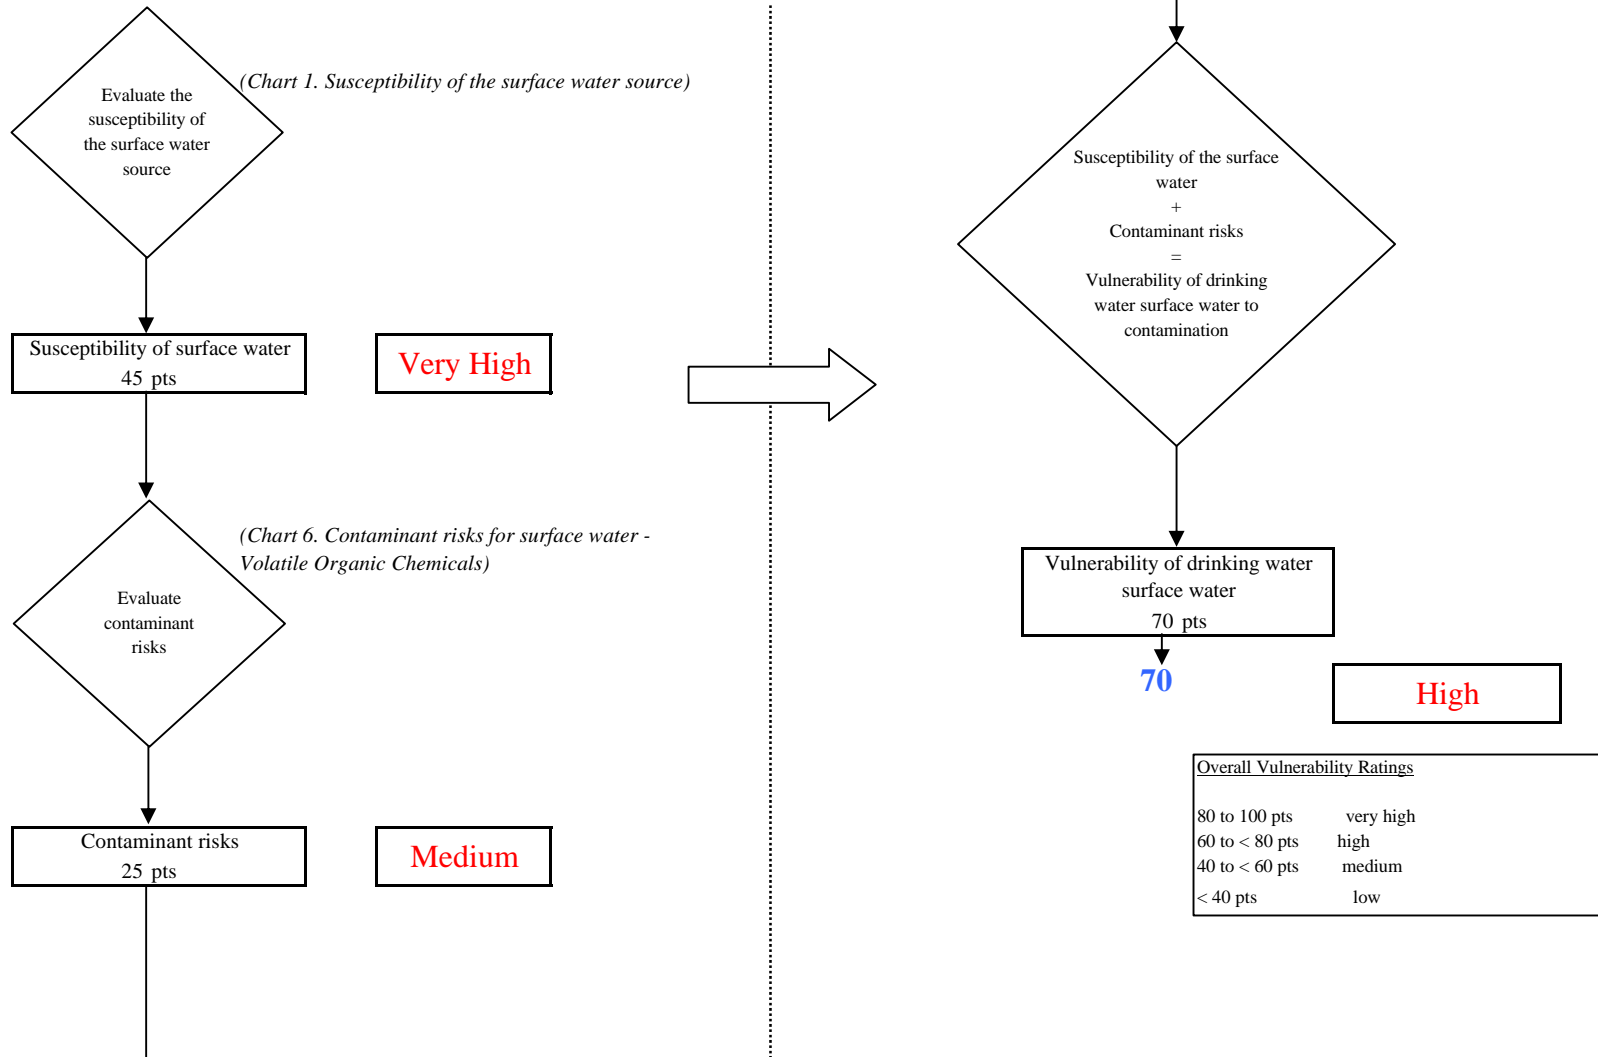 Evaluate the
susceptibility of
the surface water
source
(Chart 1. Susceptibility of the surface water source)
Susceptibility of surface water
45 pts
Very High
(Chart 6. Contaminant risks for surface water -
Volatile Organic Chemicals)
Evaluate
contaminant
risks
Contaminant risks
25 pts
Medium
Susceptibility of the surface
water
+
Contaminant risks
=
Vulnerability of drinking
water surface water to
contamination
Vulnerability of drinking water
surface water
70 pts
70
High
Overall Vulnerability Ratings
80 to 100 pts very high
60 to < 80 pts high
40 to < 60 pts medium
< 40 pts low